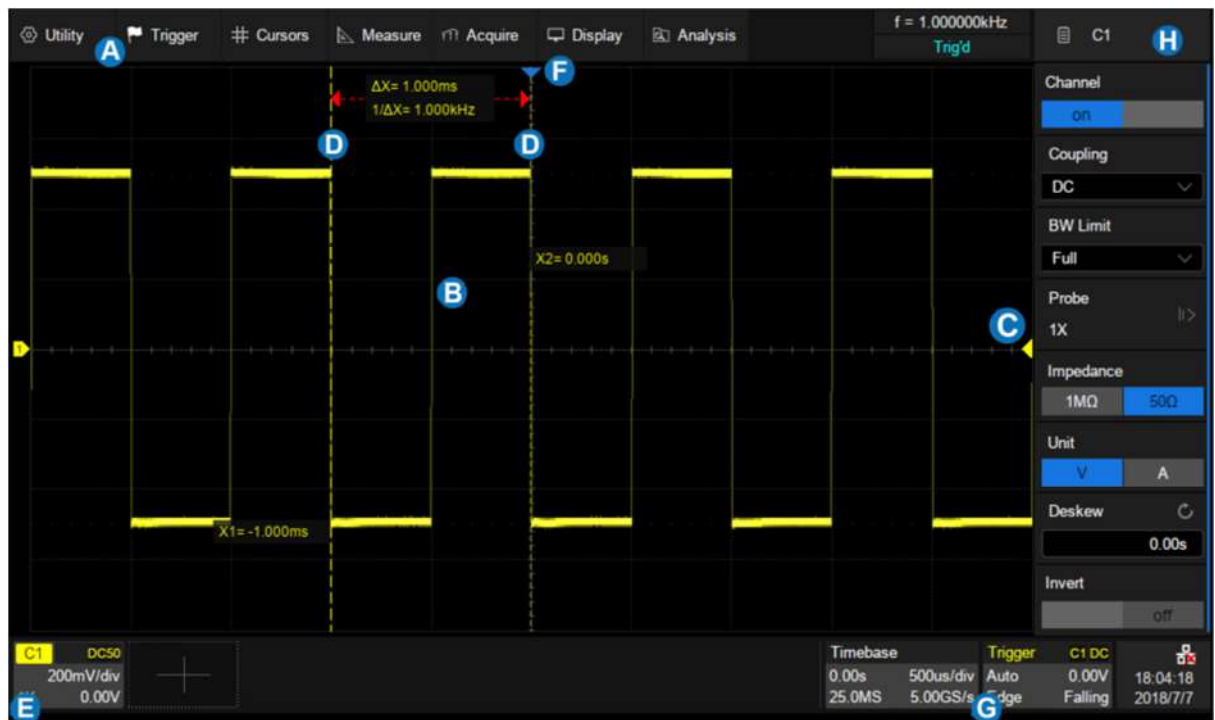 Utility
A
Trigger
Cursors
Measure
Acquire
Display
Analysis
f = 1.000000kHz
Trig'd
C1
H
ΔX= 1.000ms
1/ΔX= 1.000kHz
F
D
D
X2= 0.000s
B
C
1
X1= -1.000ms
Channel
on
Coupling
DC
BW Limit
Full
Probe
1X
Impedance
1MΩ 50Ω
Unit
V A
Deskew
0.00s
Invert
off
C1 DC50
200mV/div
0.00V
E
Timebase
0.00s 500us/div
25.0MS 5.00GS/s
Trigger C1 DC
Auto 0.00V
Edge Falling
G
18:04:18
2018/7/7